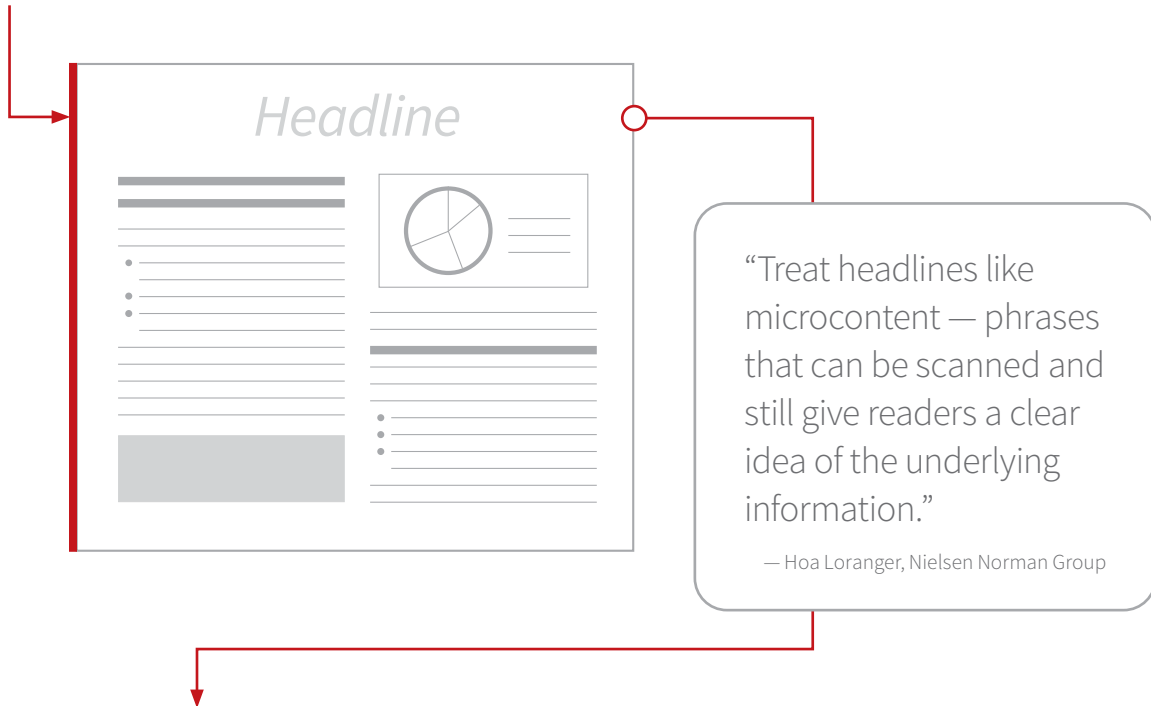 Headline
“Treat headlines like
microcontent — phrases
that can be scanned and
still give readers a clear
idea of the underlying
information.”
— Hoa Loranger, Nielsen Norman Group